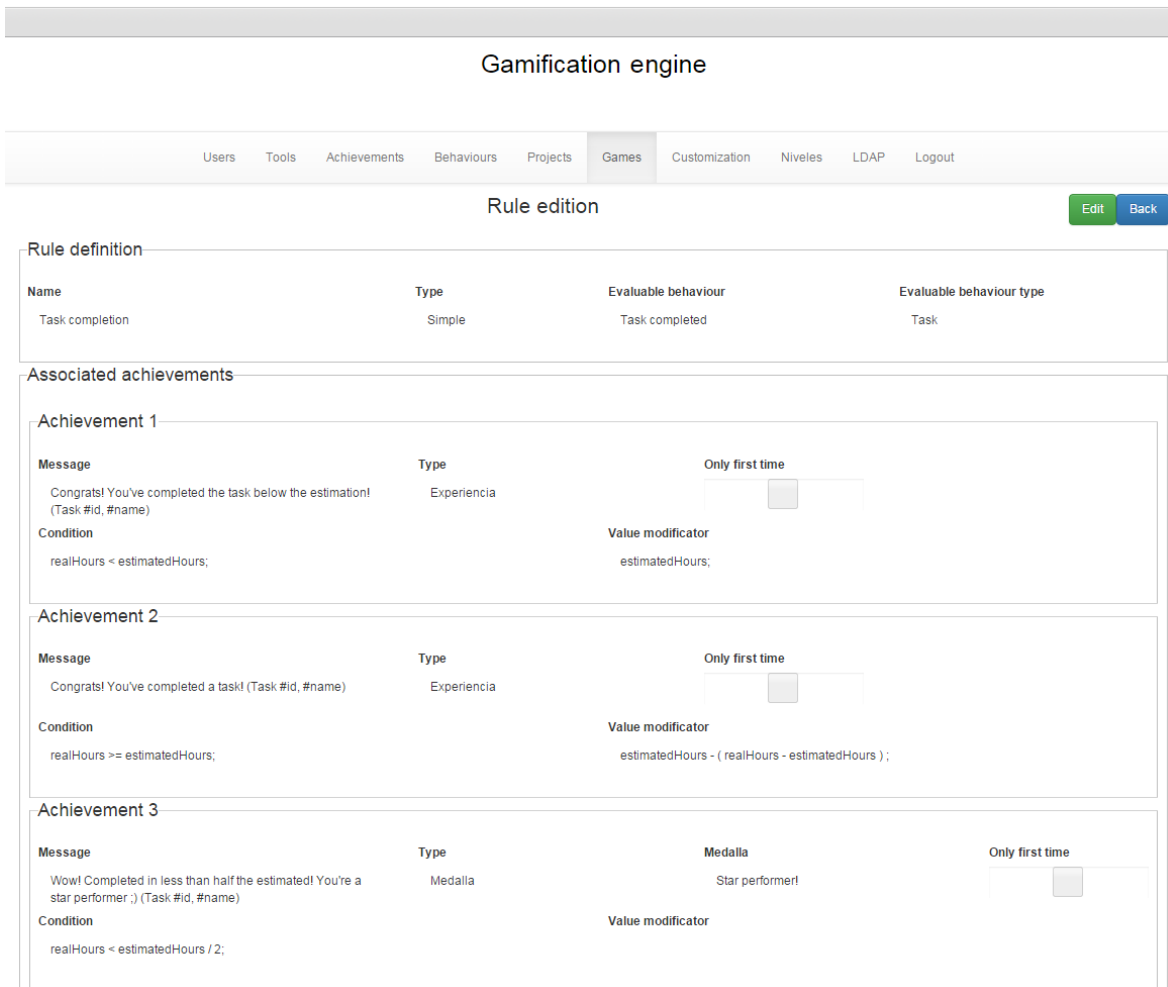 Gamification engine
Users Tools Achievements Behaviours Projects Games Customization Niveles LDAP Logout
Rule edition
Edit Back
Rule definition
Name Type Evaluable behaviour Evaluable behaviour type
Task completion Simple Task completed Task
Associated achievements
Achievement 1
Message Type Only first time
Congrats! You've completed the task below the estimation! Experiencia
(Task #id, #name)
Condition Value modificator
realHours < estimatedHours; estimatedHours;
Achievement 2
Message Type Only first time
Congrats! You've completed a task! (Task #id, #name) Experiencia
Condition Value modificator
realHours >= estimatedHours; estimatedHours - ( realHours - estimatedHours ) ;
Achievement 3
Message Type Medalla Only first time
Wow! Completed in less than half the estimated! You're a Medalla Star performer!
star performer ;) (Task #id, #name)
Condition Value modificator
realHours < estimatedHours / 2;